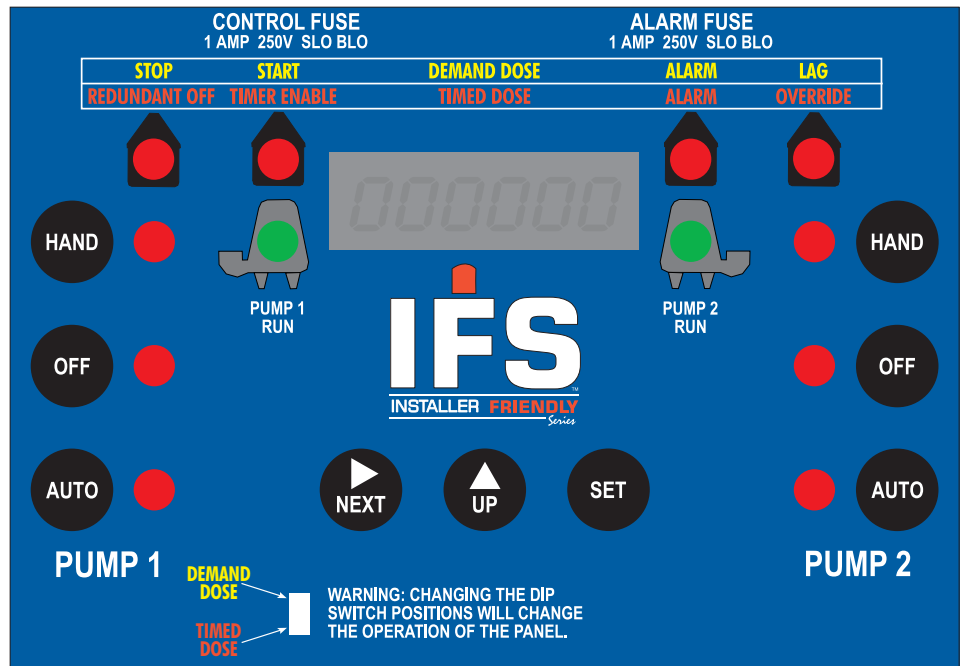 CONTROL FUSE
1 AMP 250V SLO BLO
ALARM FUSE
1 AMP 250V SLO BLO
STOP START DEMAND DOSE ALARM LAG
REDUNDANT OFF TIMER ENABLE TIMED DOSE ALARM OVERRIDE
000000
HAND
HAND
PUMP 1
RUN
PUMP 2
RUN
IFS
TM
INSTALLER FRIENDLY
Series
OFF
OFF
AUTO
NEXT
UP
SET
AUTO
PUMP 1
PUMP 2
DEMAND
DOSE
TIMED
DOSE
WARNING: CHANGING THE DIP
SWITCH POSITIONS WILL CHANGE
THE OPERATION OF THE PANEL.